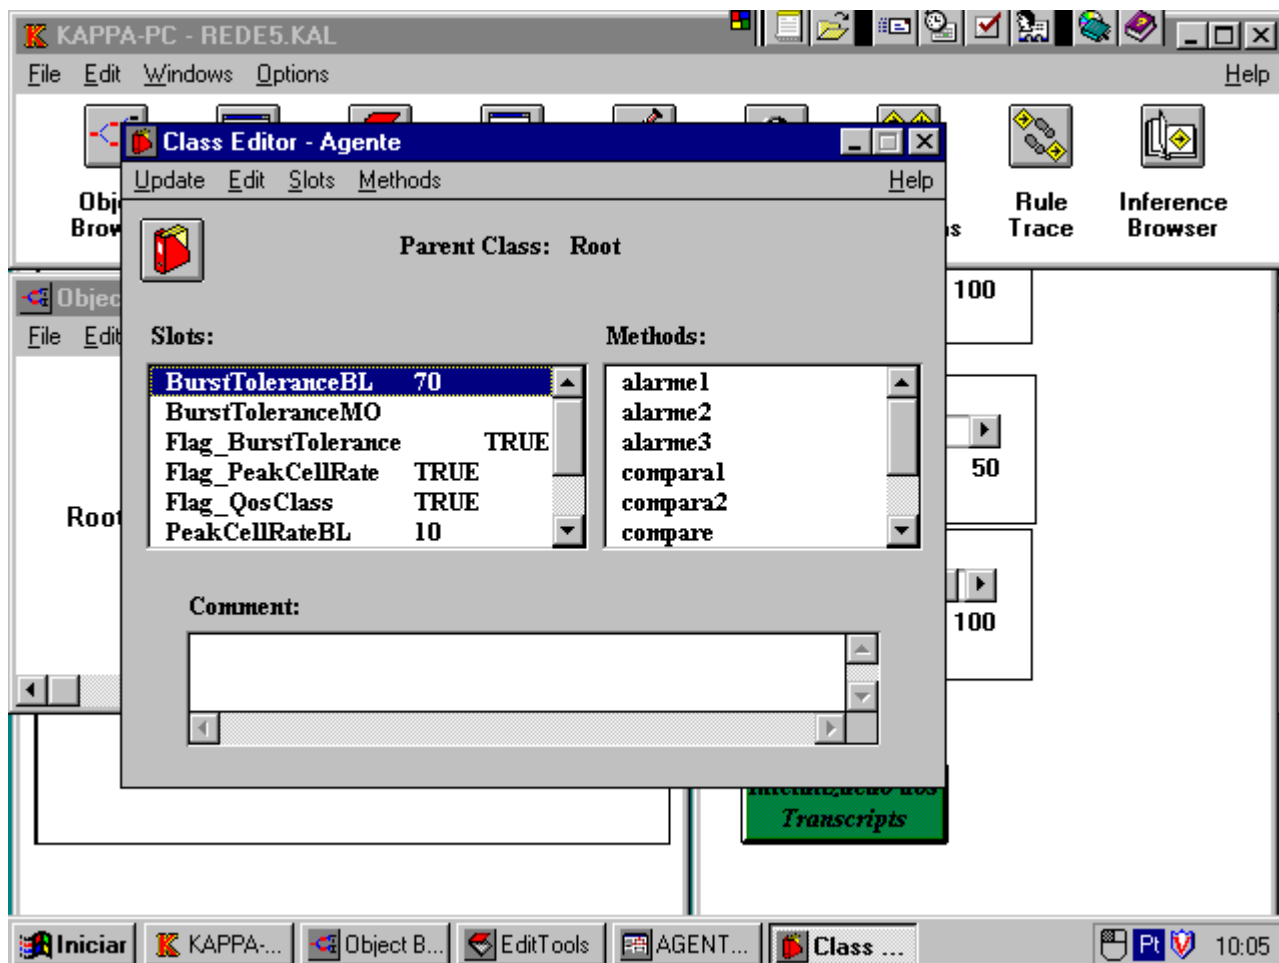 KAPPA-PC - REDE5.KAL
File Edit Windows Options Help
Rule Trace
Inference Browser
Class Editor - Agente
Update Edit Slots Methods Help
Parent Class: Root
100
File Edit
Slots: Methods:
BurstToleranceBL 70
BurstToleranceMO
Flag_BurstTolerance TRUE
Flag_PeakCellRate TRUE
Flag_QosClass TRUE
PeakCellRateBL 10
alarme1
alarme2
alarme3
compara1
compara2
compare
50
Root
Comment:
100
Transcripts
Iniciar KAPPA-... Object B... EditTools AGENT... Class ... Pt 10:05